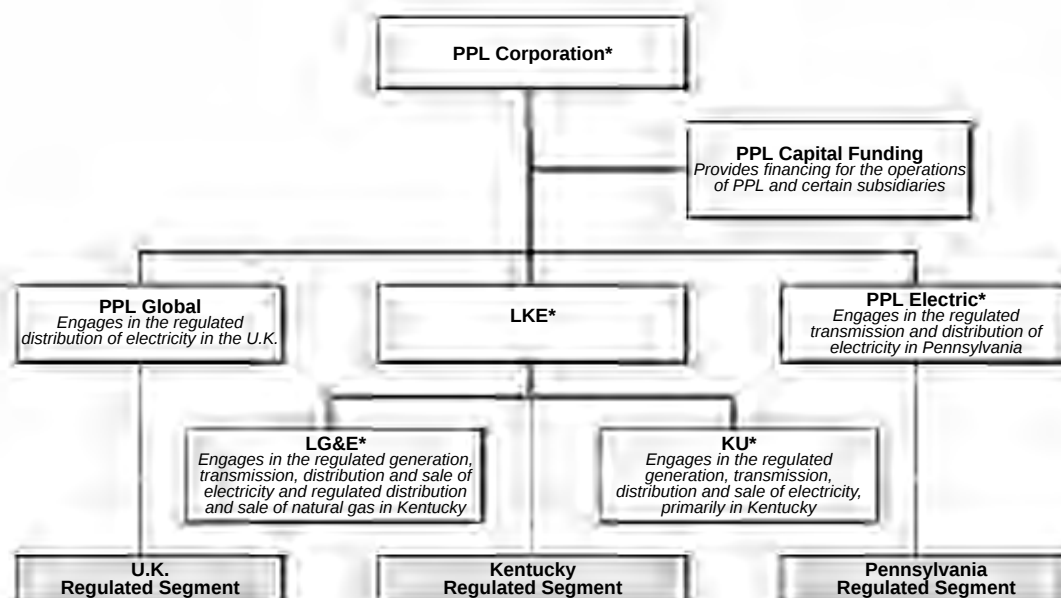 PPL Corporation*
PPL Capital Funding
Provides financing for the operations
of PPL and certain subsidiaries
PPL Global
Engages in the regulated
distribution of electricity in the U.K.
LKE*
PPL Electric*
Engages in the regulated
transmission and distribution of
electricity in Pennsylvania
LG&E*
Engages in the regulated generation,
transmission, distribution and sale of
electricity and regulated distribution
and sale of natural gas in Kentucky
KU*
Engages in the regulated
generation, transmission,
distribution and sale of electricity,
primarily in Kentucky
U.K.
Regulated Segment
Kentucky
Regulated Segment
Pennsylvania
Regulated Segment